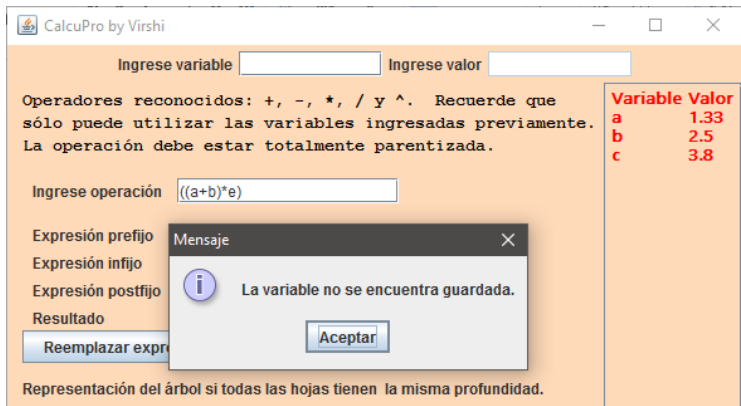 CalcuPro by Virshi
Ingrese variable Ingrese valor
Operadores reconocidos: +, -, *, / y ^. Recuerde que
sólo puede utilizar las variables ingresadas previamente.
La operación debe estar totalmente parentizada.
Variable Valor
a 1.33
b 2.5
c 3.8
Ingrese operación ((a+b)*e)
Expresión prefijo
Expresión infijo
Expresión postfijo
Resultado
Mensaje
La variable no se encuentra guardada.
Aceptar
Reemplazar expre
Representación del árbol si todas las hojas tienen la misma profundidad.